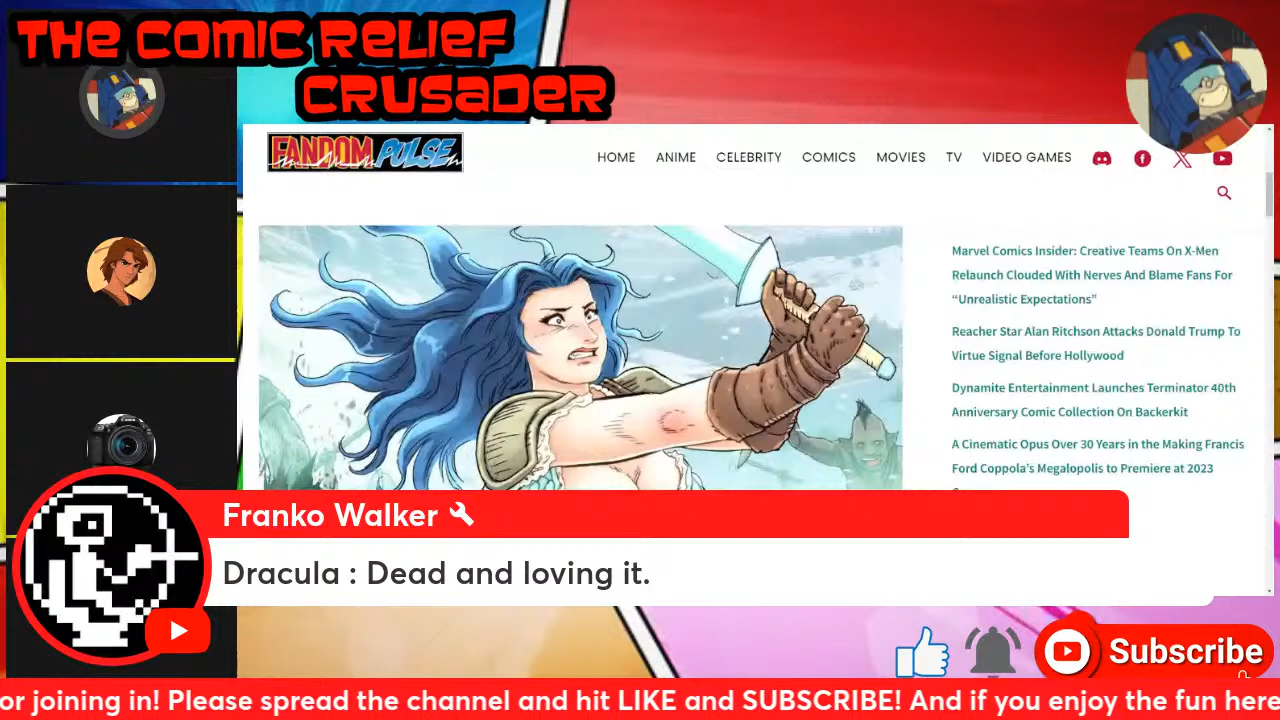 THE COMIC RELIEF
CRUSADER
FANDOM PULSE
HOME ANIME CELEBRITY COMICS MOVIES TV VIDEO GAMES
Marvel Comics Insider: Creative Teams On X-Men
Relaunch Clouded With Nerves And Blame Fans For
“Unrealistic Expectations”
Reacher Star Alan Ritchson Attacks Donald Trump To
Virtue Signal Before Hollywood
Dynamite Entertainment Launches Terminator 40th
Anniversary Comic Collection On Backerkit
A Cinematic Opus Over 30 Years in the Making Francis
Ford Coppola’s Megalopolis to Premiere at 2023
Canon
Franko Walker
Dracula : Dead and loving it.
Subscribe
or joining in! Please spread the channel and hit LIKE and SUBSCRIBE! And if you enjoy the fun here